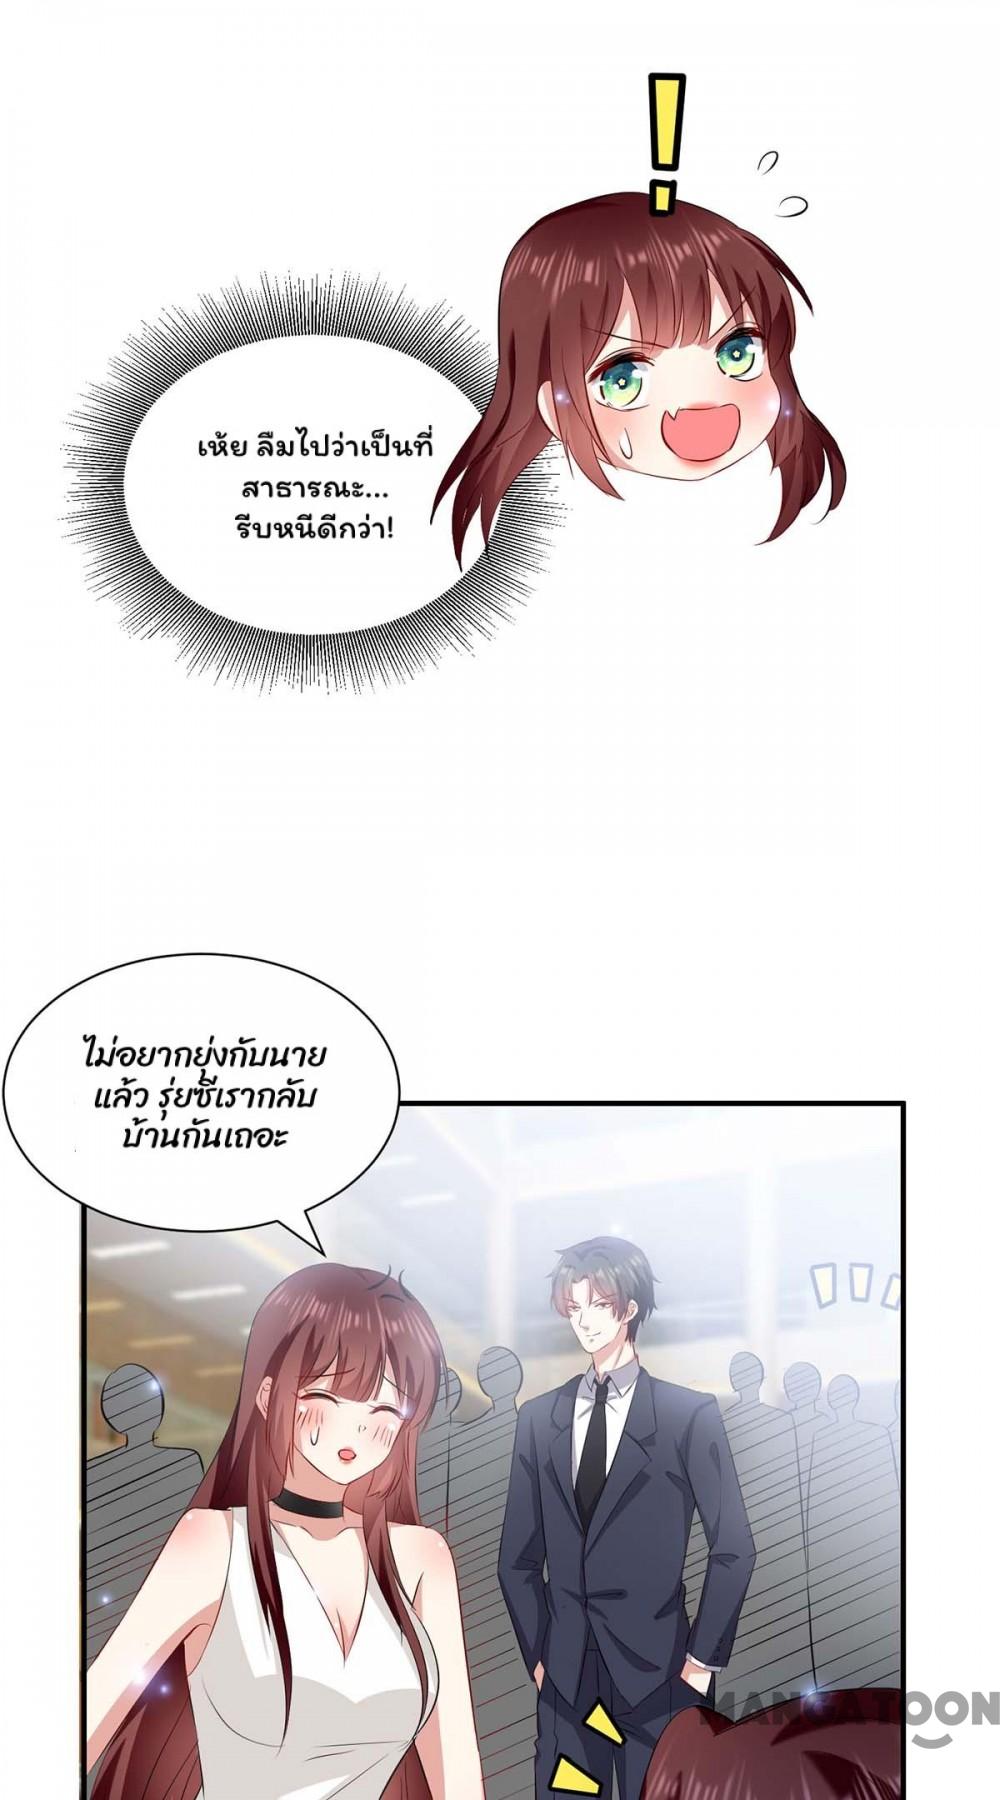 เห้ย ลืมไปว่าเป็นที่
สาธารณะ...
รีบหนีดีกว่า!
ไม่อยากยุ่งกับนาย
แล้ว รุ่ยซีเรากลับ
บ้านกันเถอะ
MANGATOON